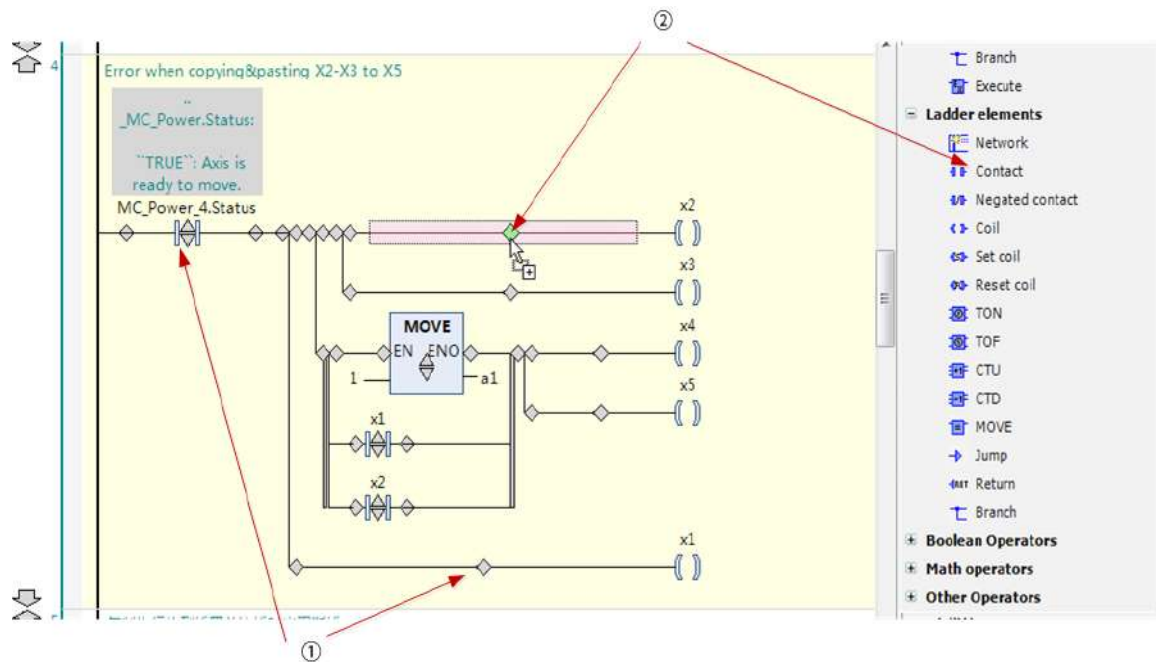 ②
4
Error when copying&pasting X2-X3 to X5
..
_MC_Power.Status:
``TRUE``: Axis is
ready to move.
MC_Power_4.Status
x2
x3
MOVE
EN ENO
1
a1
x4
x5
x1
x2
x1
①
Branch
Execute
Ladder elements
Network
Contact
Negated contact
Coil
Set coil
Reset coil
TON
TOF
CTU
CTD
MOVE
Jump
Return
Branch
Boolean Operators
Math operators
Other Operators